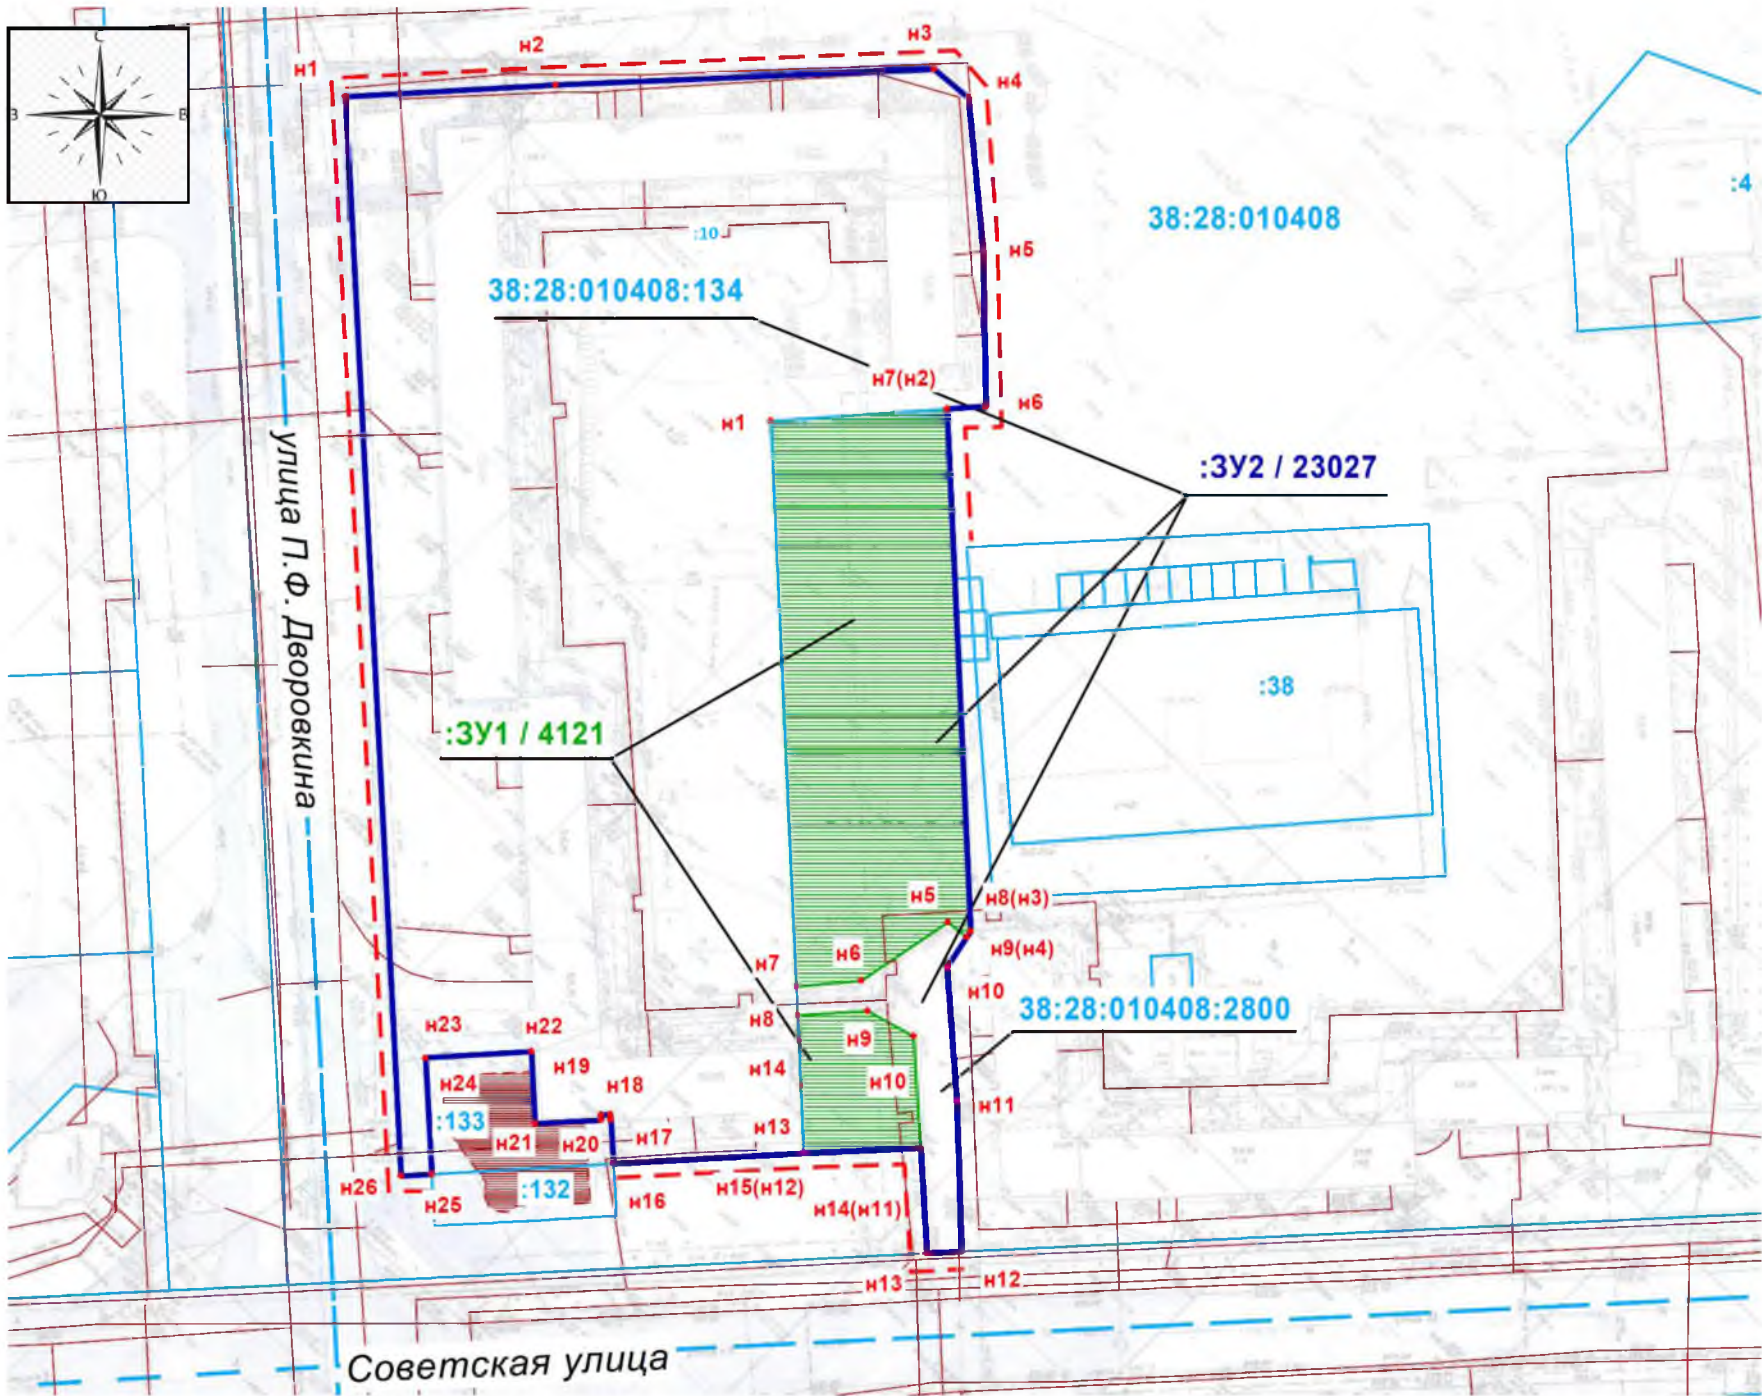 С
З
В
Ю
н1
н2
н3
н4
38:28:010408
:4
:10
н5
38:28:010408:134
н7(н2)
н6
н1
:ЗУ2 / 23027
улица П.Ф. Дворовкина
:38
:ЗУ1 / 4121
н5
н8(н3)
н9(н4)
н6
н7
н10
38:28:010408:2800
н8
н9
н23
н22
н19
н14
н10
н24
н18
н11
:133
н21
н20
н17
н13
н26
н25
:132
н16
н15(н12)
н14(н11)
н13
н12
Советская улица